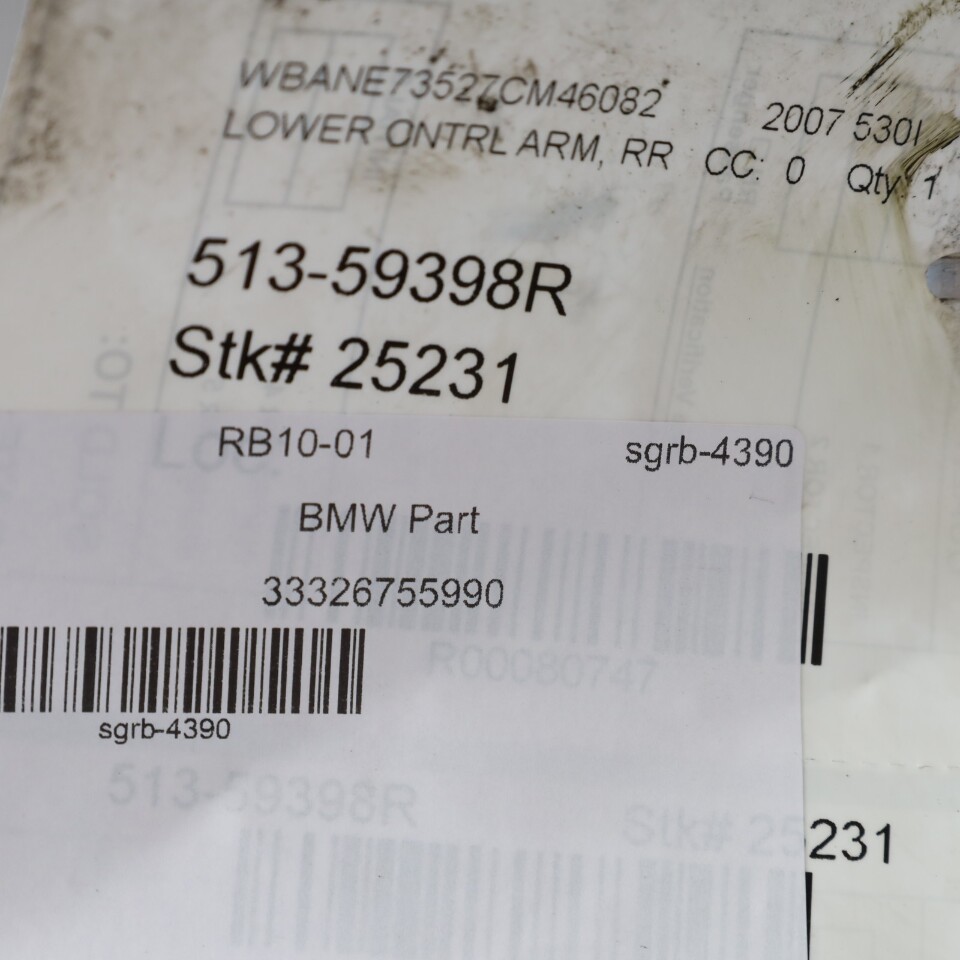 WBANE73527CM46082 2007 530I
LOWER CNTRL ARM, RR CC: 0 Qty: 1
513-59398R
Stk# 25231
RB10-01 sgrb-4390
BMW Part
33326755990
R00080747
sgrb-4390
513-59398R Stk# 25231